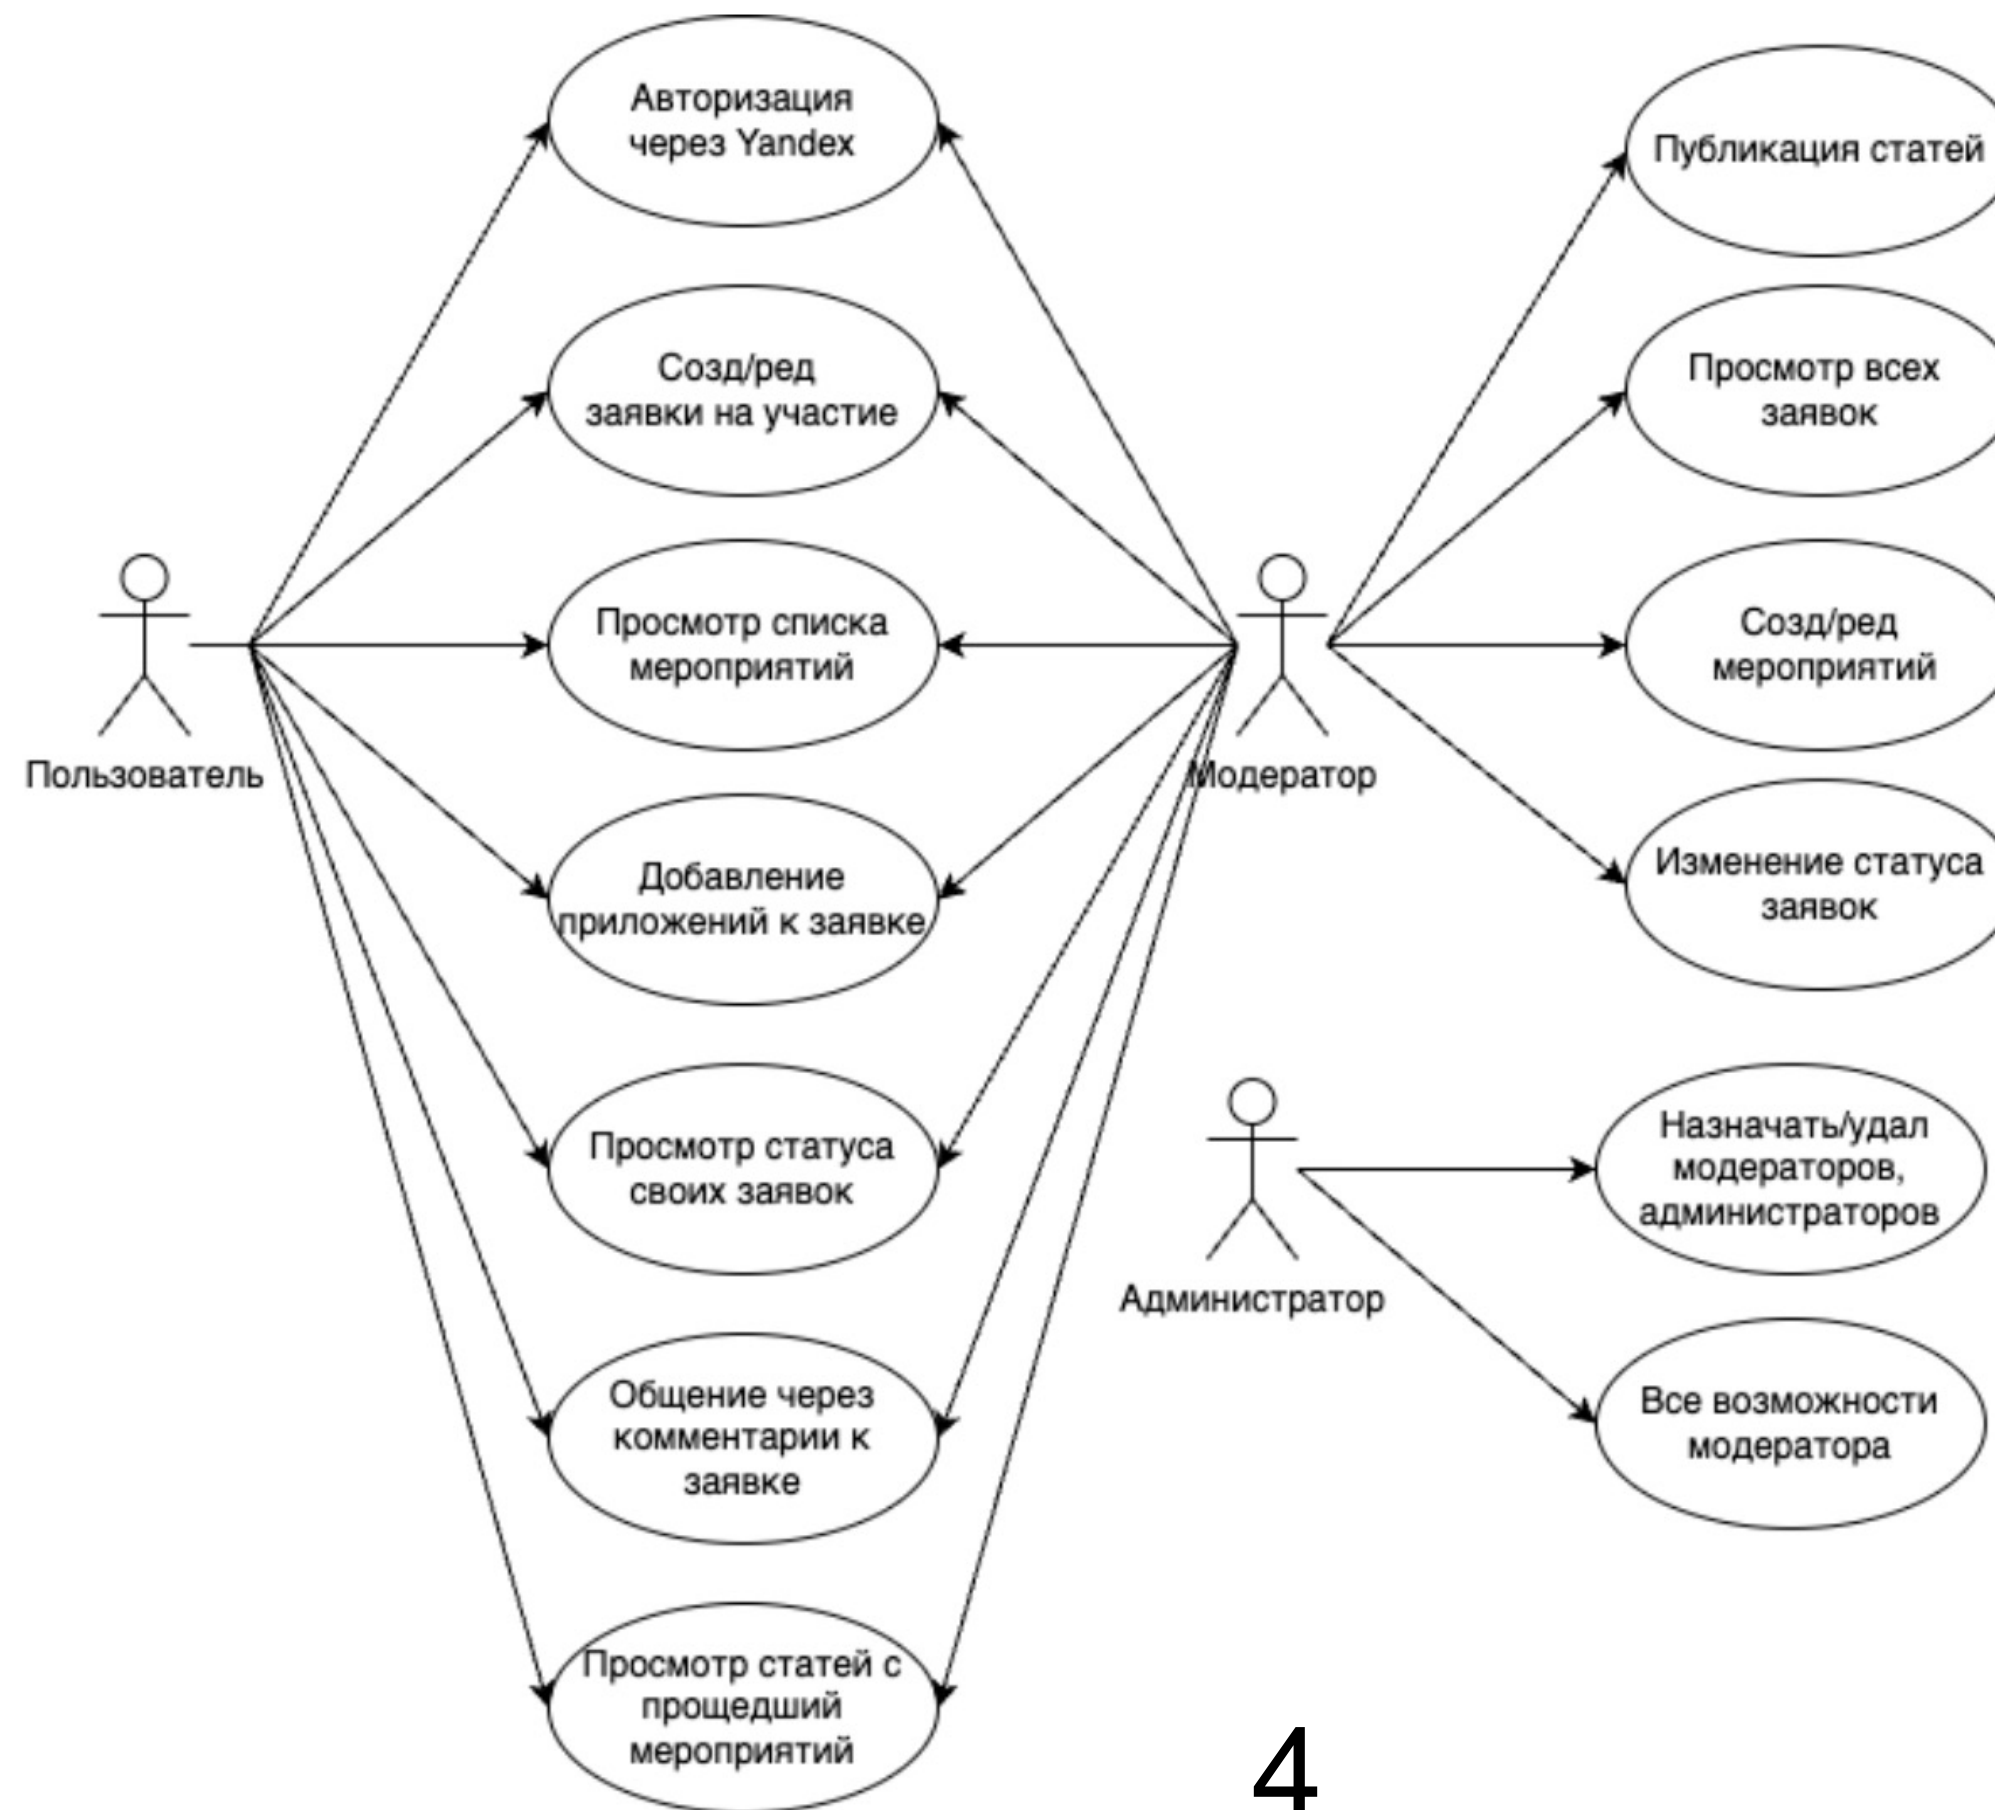 Авторизация
через Yandex
Созд/ред
заявки на участие
Просмотр списка
мероприятий
Добавление
приложений к заявке
Просмотр статуса
своих заявок
Общение через
комментарии к
заявке
Просмотр статей с
прощедший
мероприятий
Пользователь
Модератор
Публикация статей
Просмотр всех
заявок
Созд/ред
мероприятий
Изменение статуса
заявок
Администратор
Назначать/удал
модераторов,
администраторов
Все возможности
модератора
4